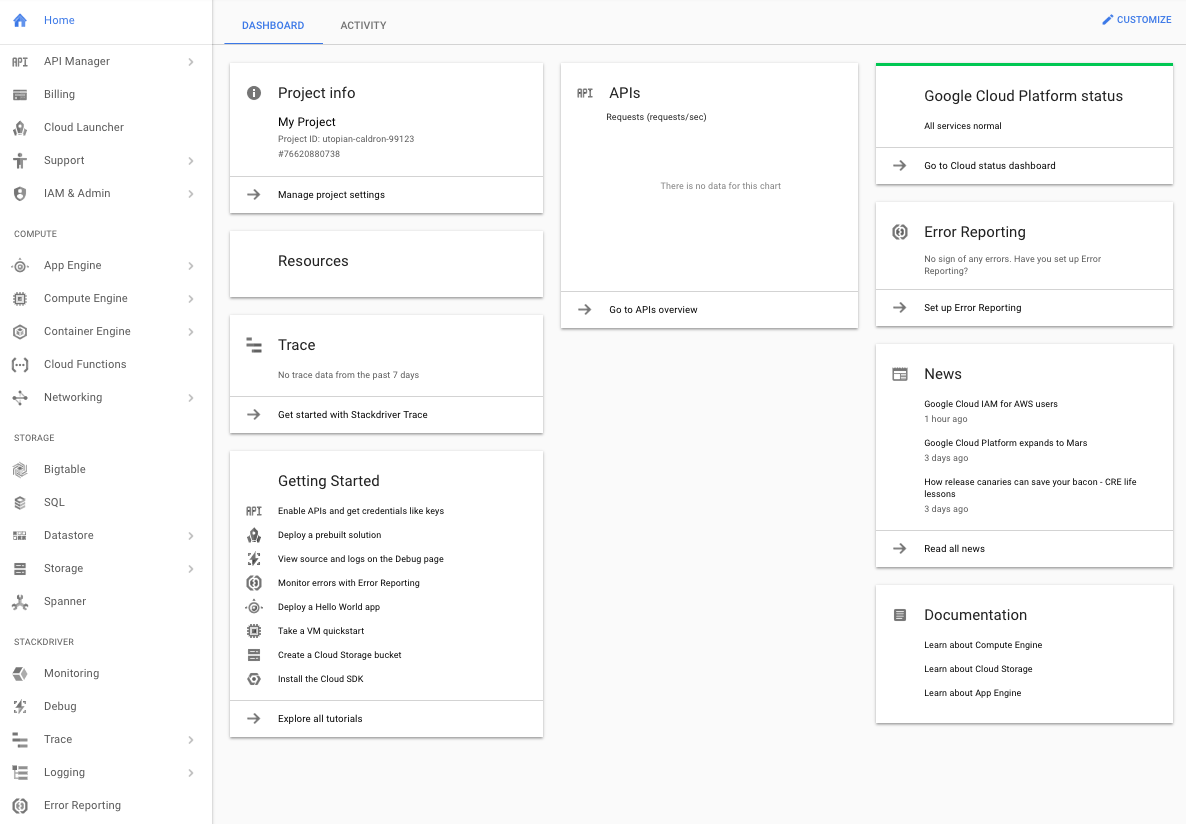 Home
API Manager
Billing
Cloud Launcher
Support
IAM & Admin
COMPUTE
App Engine
Compute Engine
Container Engine
Cloud Functions
Networking
STORAGE
Bigtable
SQL
Datastore
Storage
Spanner
STACKDRIVER
Monitoring
Debug
Trace
Logging
Error Reporting
DASHBOARD
ACTIVITY
CUSTOMIZE
Project info
My Project
Project ID: utopian-caldron-99123
#76620880738
Manage project settings
Resources
Trace
No trace data from the past 7 days
Get started with Stackdriver Trace
Getting Started
Enable APIs and get credentials like keys
Deploy a prebuilt solution
View source and logs on the Debug page
Monitor errors with Error Reporting
Deploy a Hello World app
Take a VM quickstart
Create a Cloud Storage bucket
Install the Cloud SDK
Explore all tutorials
APIs
Requests (requests/sec)
There is no data for this chart
Go to APIs overview
Google Cloud Platform status
All services normal
Go to Cloud status dashboard
Error Reporting
No sign of any errors. Have you set up Error
Reporting?
Set up Error Reporting
News
Google Cloud IAM for AWS users
1 hour ago
Google Cloud Platform expands to Mars
3 days ago
How release canaries can save your bacon - CRE life
lessons
3 days ago
Read all news
Documentation
Learn about Compute Engine
Learn about Cloud Storage
Learn about App Engine